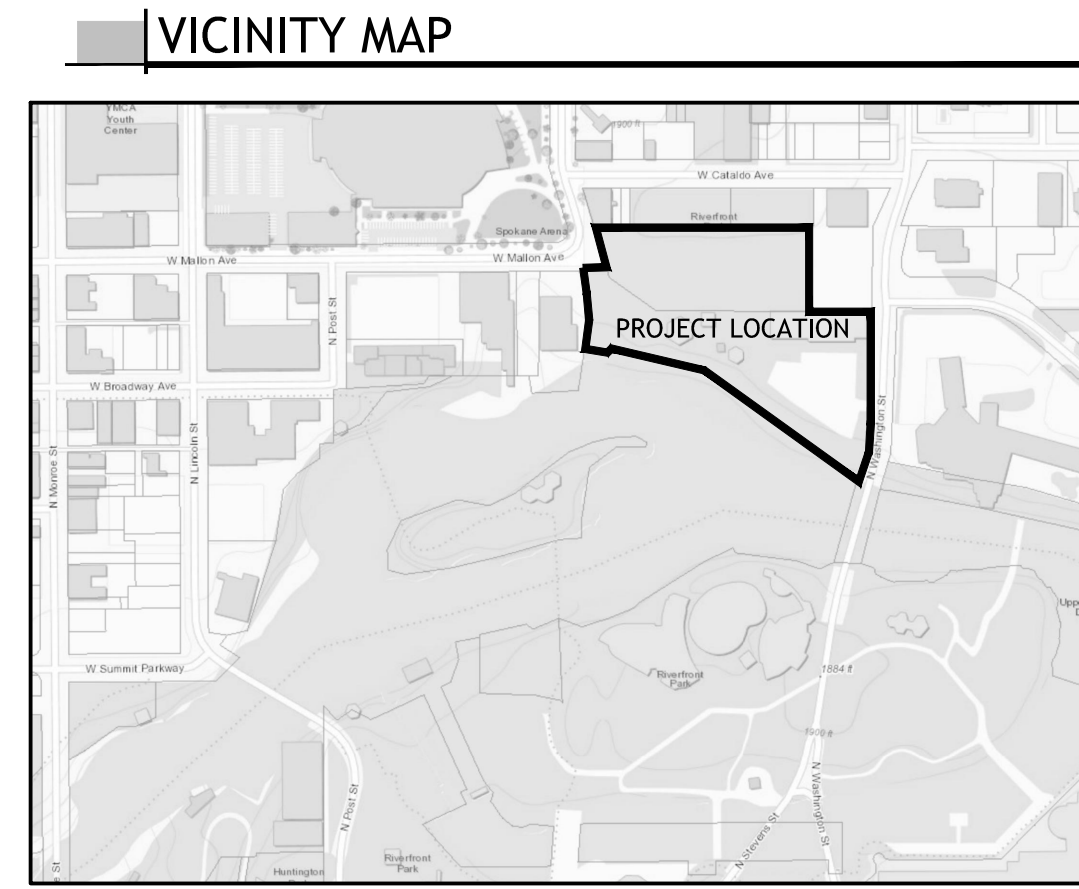 VICINITY MAP
YMCA
Youth
Center
1900 ft
W Cataldo Ave
Riverfront
Spokane Arena
W Mallon Ave
W Mallon Ave
N Post St
PROJECT LOCATION
W Broadway Ave
N Lincoln St
N Monroe St
N Washington St
Upp
W Summit Parkway
Riverfront
Park
1884 ft
1900 ft
N Post St
N Washington St
N Stevens St
Riverfront
Park
Huntington
e St